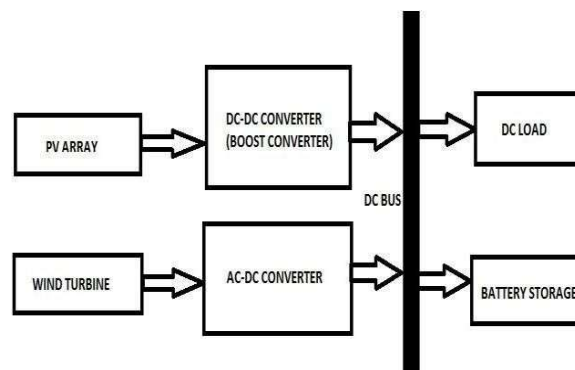 DC-DC CONVERTER
(BOOST CONVERTER)
PV ARRAY
DC LOAD
DC BUS
AC-DC CONVERTER
WIND TURBINE
BATTERY STORAGE